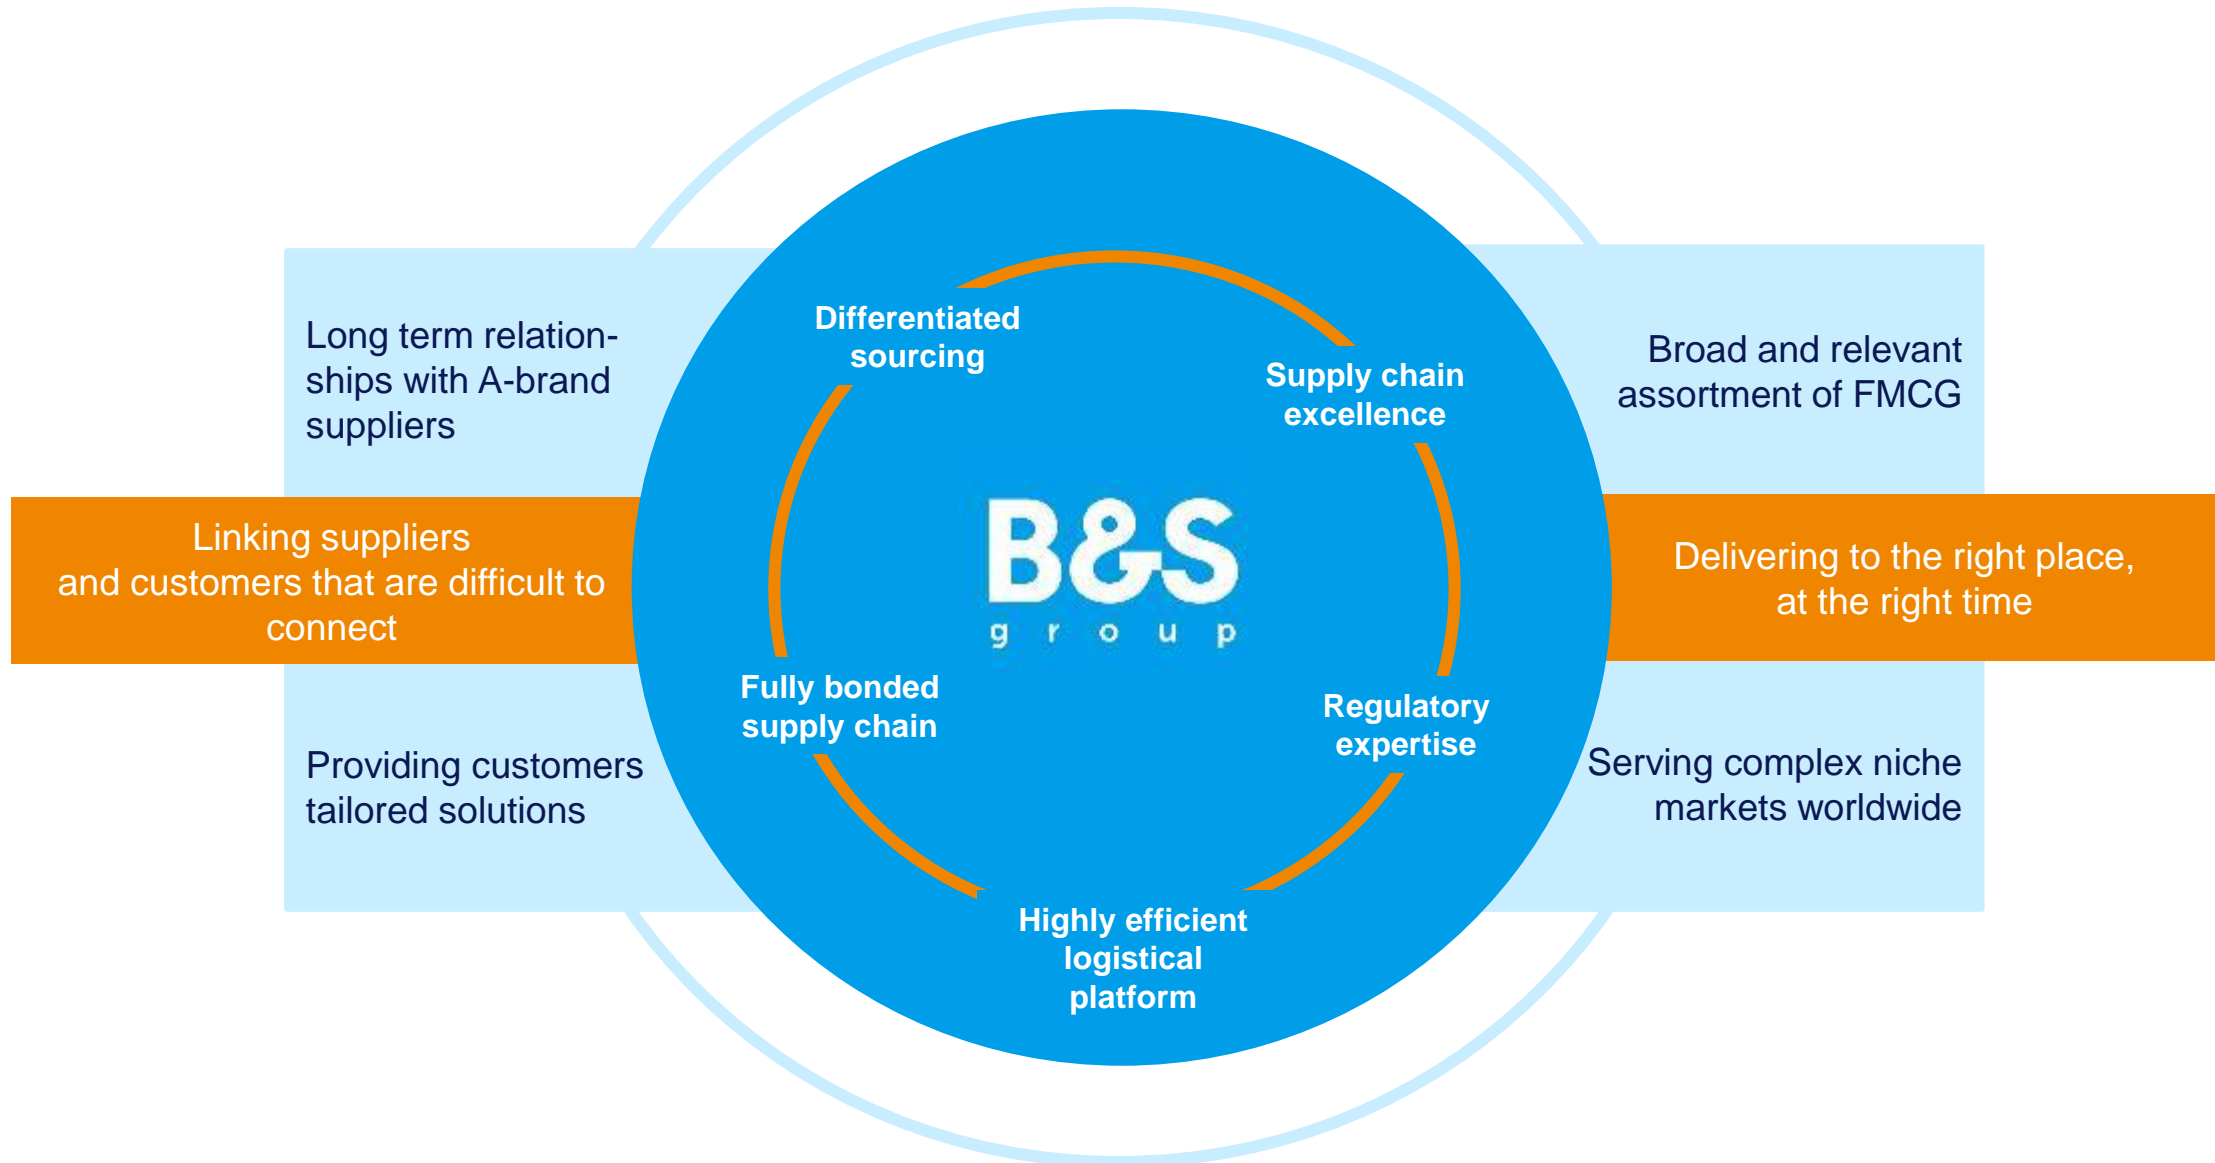 Long term relation-
ships with A-brand
suppliers
Linking suppliers
and customers that are difficult to
connect
Providing customers
tailored solutions
Differentiated
sourcing
Supply chain
excellence
B&S
group
Fully bonded
supply chain
Regulatory
expertise
Highly efficient
logistical
platform
Broad and relevant
assortment of FMCG
Delivering to the right place,
at the right time
Serving complex niche
markets worldwide